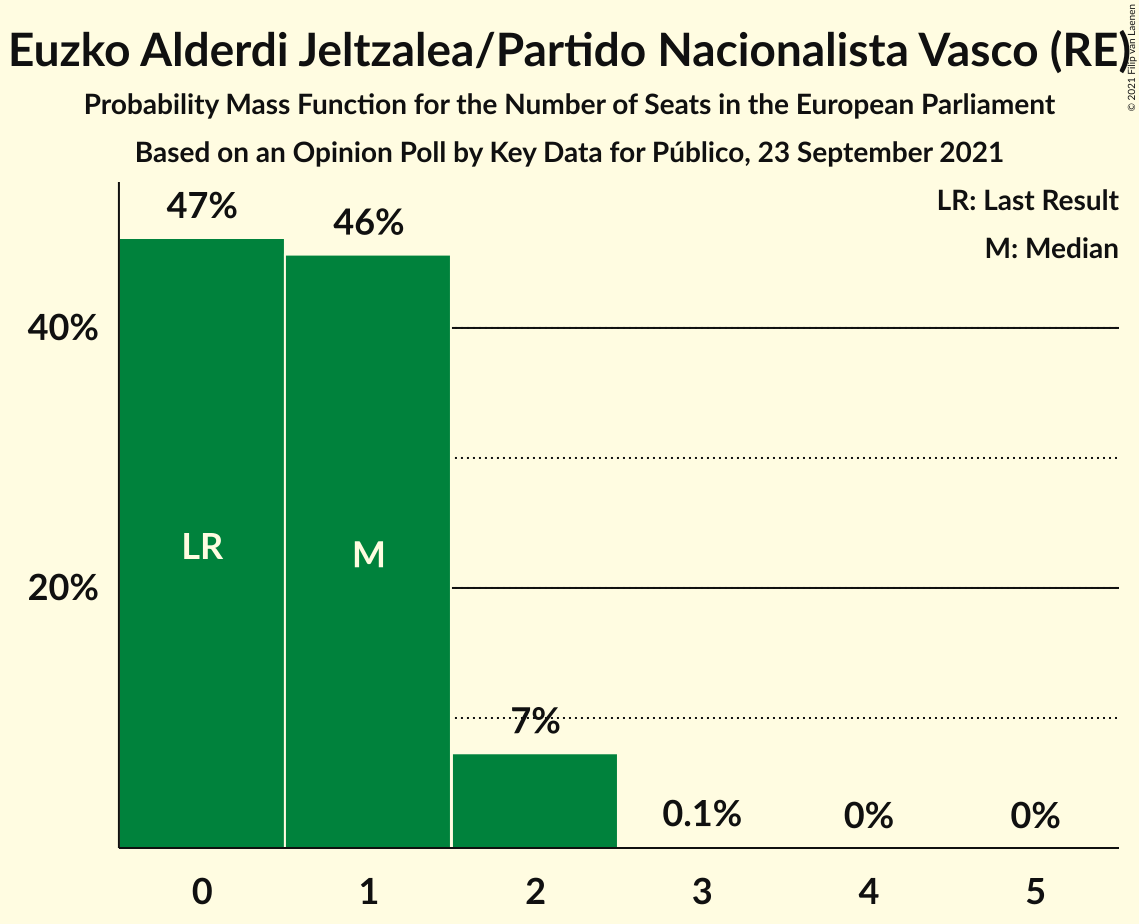 Euzko Alderdi Jeltzalea/Partido Nacionalista Vasco (RE)
© 2021 Filip van Laenen
Probability Mass Function for the Number of Seats in the European Parliament
Based on an Opinion Poll by Key Data for Público, 23 September 2021
LR: Last Result
M: Median
47%
46%
40%
LR
M
20%
7%
0.1%
0%
0%
0 1 2 3 4 5